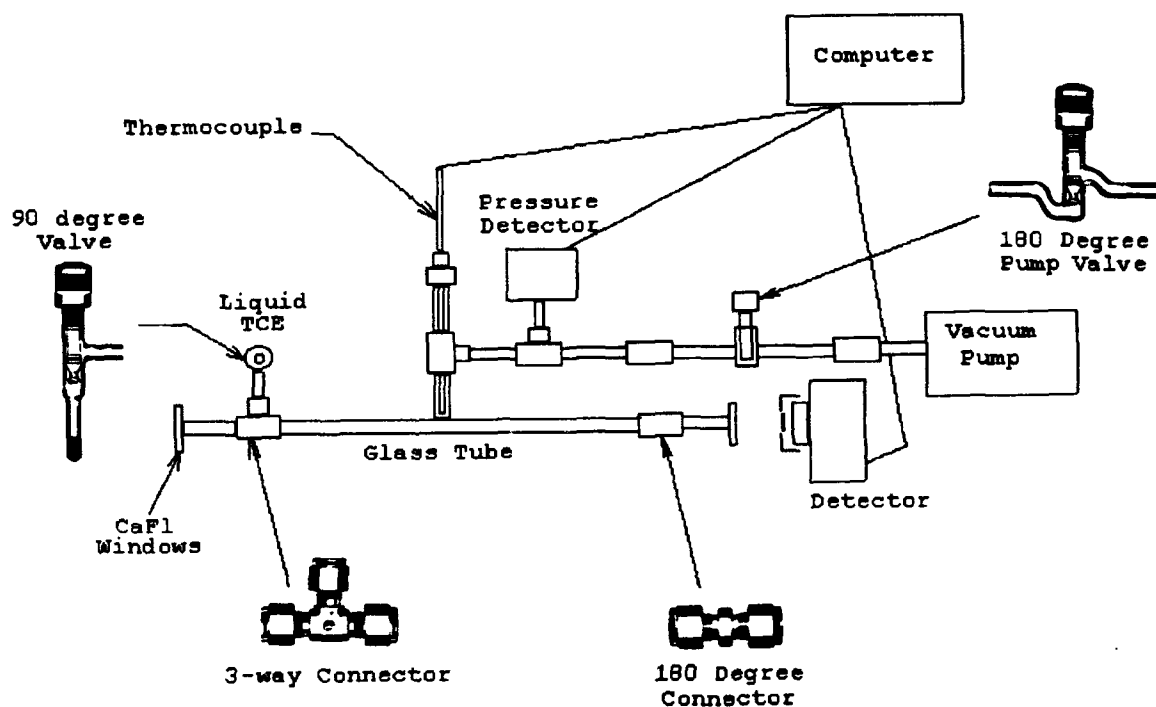 Computer
Thermocouple
Pressure
Detector
90 degree
Valve
180 Degree
Pump Valve
Liquid
TCE
Vacuum
Pump
Glass Tube
Detector
CaFl
Windows
3-way Connector
180 Degree
Connector